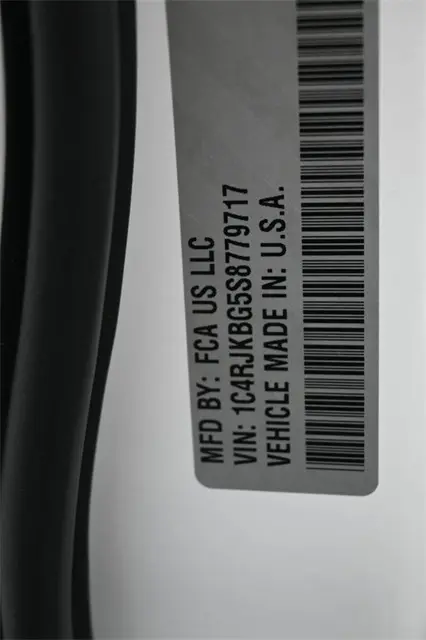 MFD BY: FCA US LLC
VIN: 1C4RJKBG5S8779717
VEHICLE MADE IN: U.S.A.